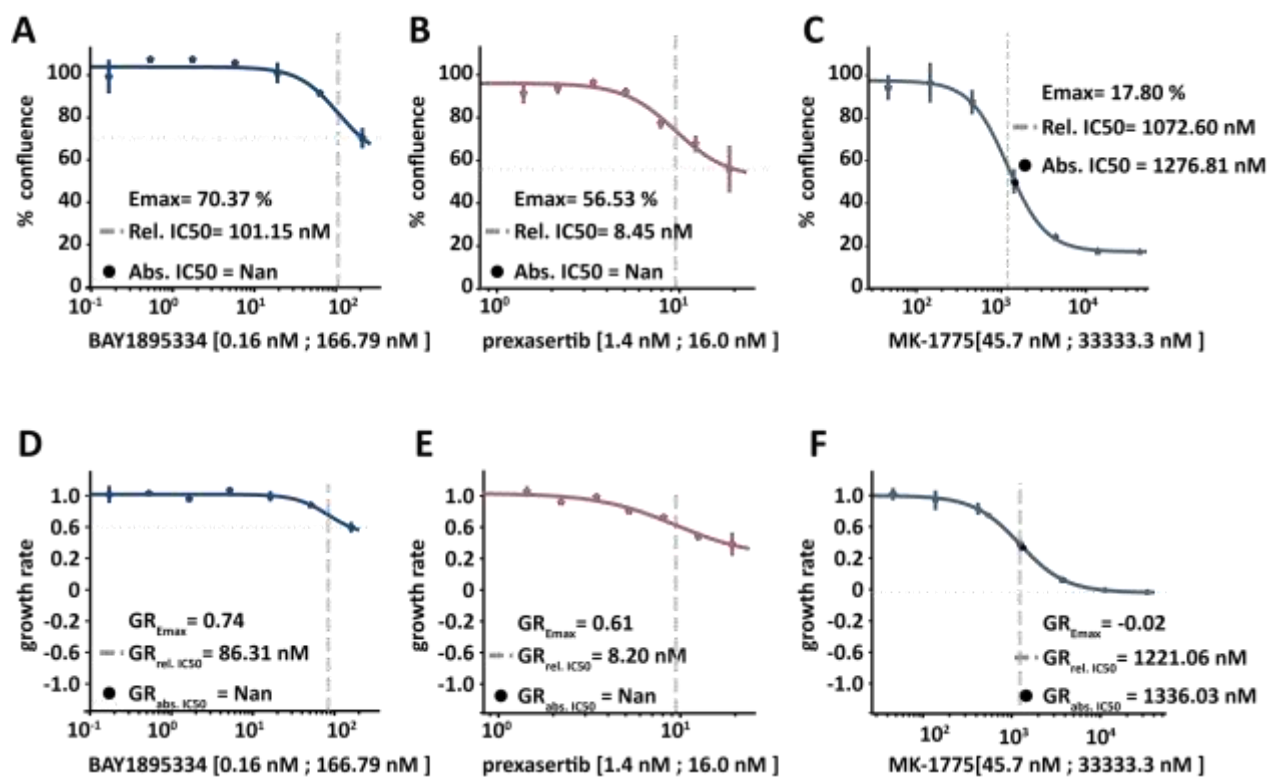 A
% confluence
100
80
60
40
20
0
Emax= 70.37 %
Rel. IC50= 101.15 nM
Abs. IC50 = Nan
10-1 100 101 102
BAY1895334 [0.16 nM ; 166.79 nM ]
B
% confluence
100
80
60
40
20
0
Emax= 56.53 %
Rel. IC50= 8.45 nM
Abs. IC50 = Nan
100 101
prexasertib [1.4 nM ; 16.0 nM ]
C
% confluence
100
80
60
40
20
0
Emax= 17.80 %
Rel. IC50= 1072.60 nM
Abs. IC50 = 1276.81 nM
102 103 104
MK-1775[45.7 nM ; 33333.3 nM ]
D
growth rate
1.0
0.6
0.2
0
-0.2
-0.6
-1.0
GREmax= 0.74
GRrel. IC50= 86.31 nM
GRabs. IC50 = Nan
10-1 100 101 102
BAY1895334 [0.16 nM ; 166.79 nM ]
E
growth rate
1.0
0.6
0.2
0
-0.2
-0.6
-1.0
GREmax= 0.61
GRrel. IC50= 8.20 nM
GRabs. IC50 = Nan
100 101
prexasertib [1.4 nM ; 16.0 nM ]
F
growth rate
1.0
0.6
0.2
0
-0.2
-0.6
-1.0
GREmax= -0.02
GRrel. IC50= 1221.06 nM
GRabs. IC50 = 1336.03 nM
102 103 104
MK-1775[45.7 nM ; 33333.3 nM ]